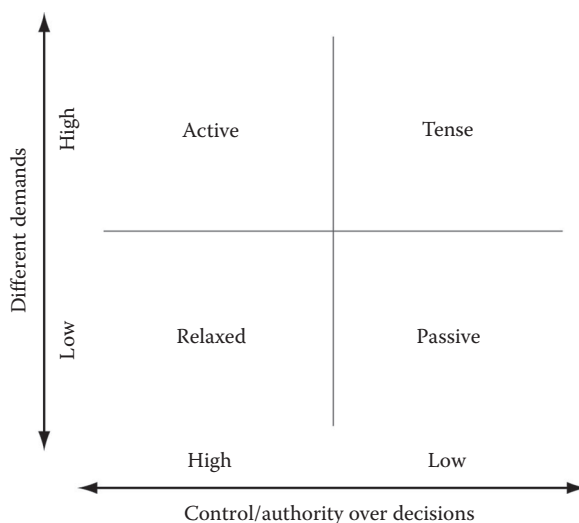 Different demands
High
Low
Active
Tense
Relaxed
Passive
High
Low
Control/authority over decisions